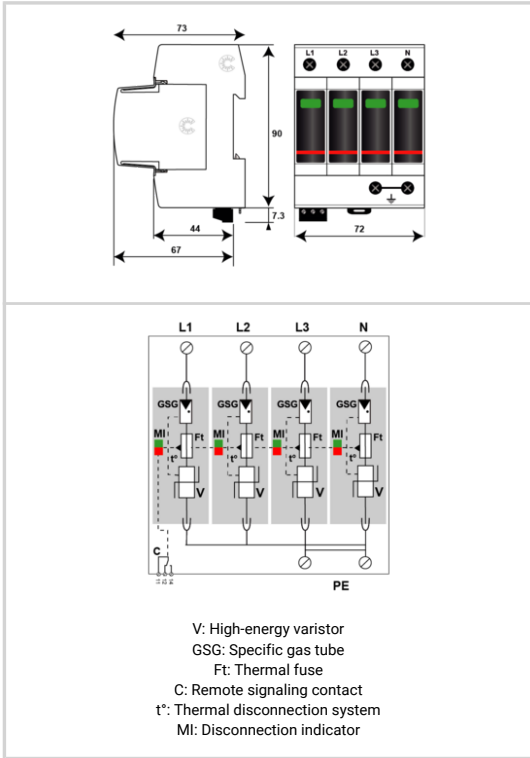 73
L1 L2 L3 N
C
C
90
7.3
44
67
72
L1 L2 L3 N
GSG GSG GSG GSG
MI MI MI MI
Ft Ft Ft Ft
t° t° t° t°
V V V V
C
PE
V: High-energy varistor
GSG: Specific gas tube
Ft: Thermal fuse
C: Remote signaling contact
t°: Thermal disconnection system
MI: Disconnection indicator